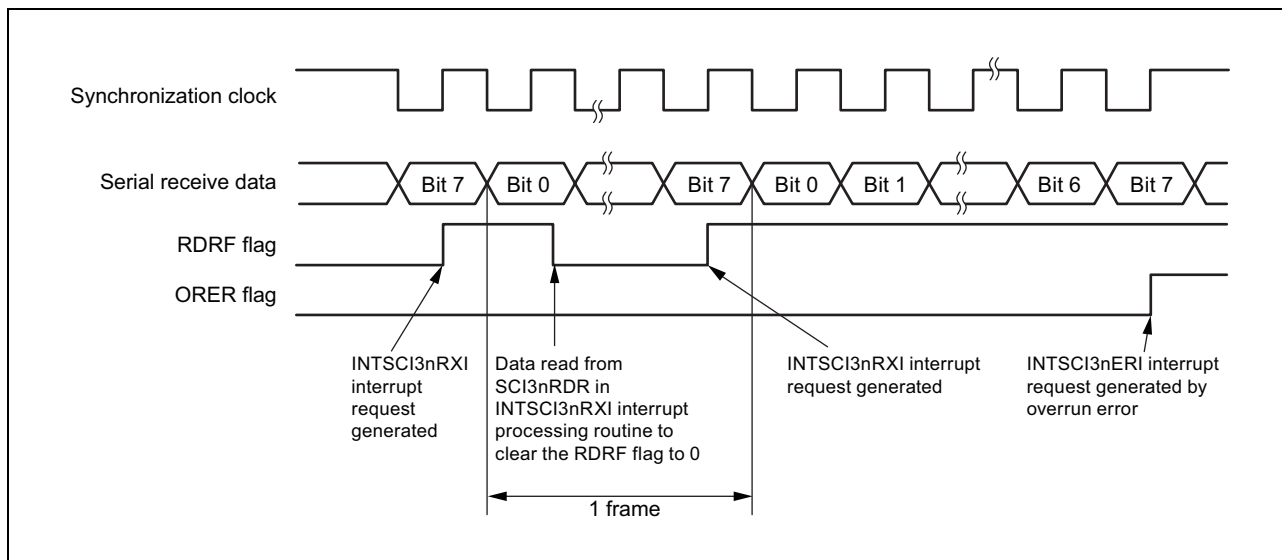 Synchronization clock
Serial receive data
Bit 7
Bit 0
Bit 7
Bit 0
Bit 1
Bit 6
Bit 7
RDRF flag
ORER flag
INTSCI3nRXI
interrupt
request
generated
Data read from
SCI3nRDR in
INTSCI3nRXI interrupt
processing routine to
clear the RDRF flag to 0
INTSCI3nRXI interrupt
request generated
INTSCI3nERI interrupt
request generated by
overrun error
1 frame